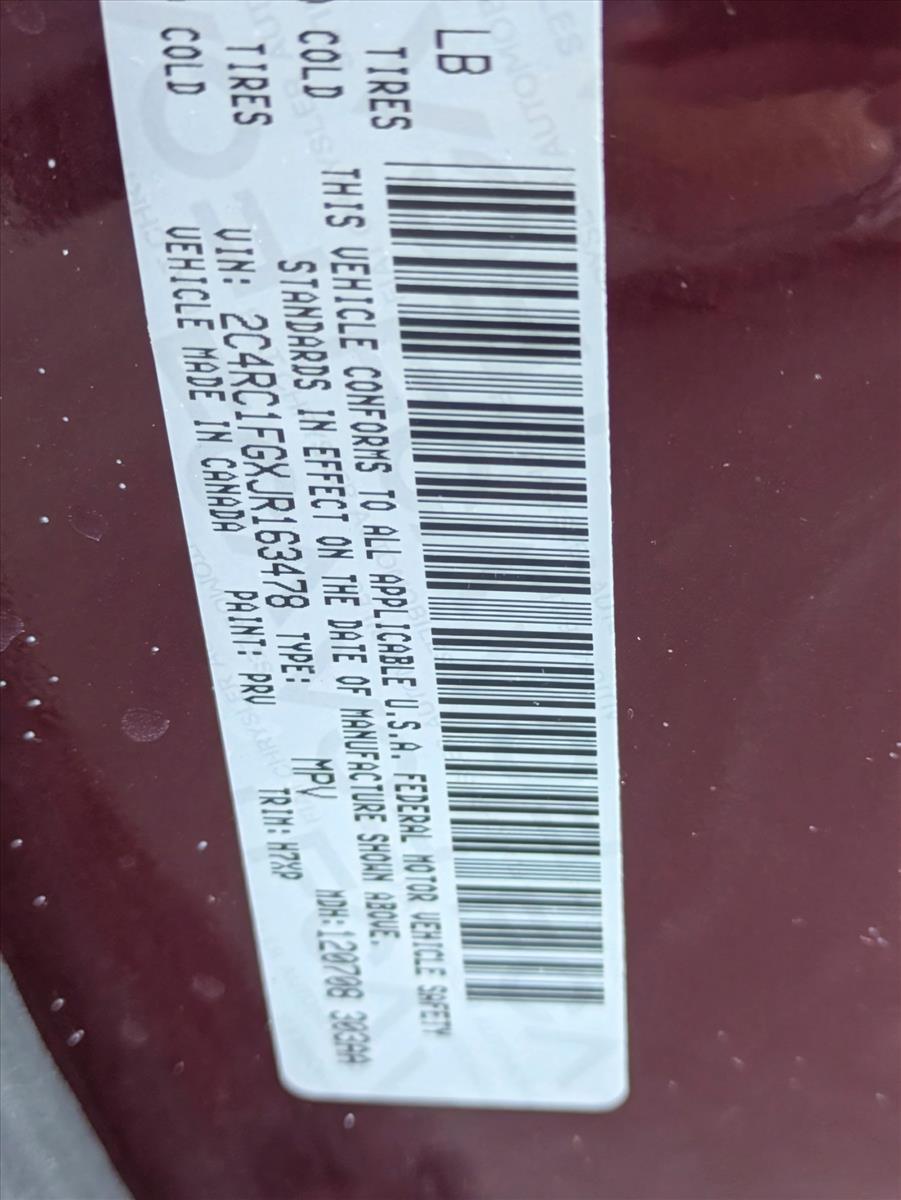 LB
TIRES
COLD
TIRES
COLD
THIS VEHICLE CONFORMS TO ALL APPLICABLE U.S.A. FEDERAL MOTOR VEHICLE SAFETY
STANDARDS IN EFFECT ON THE DATE OF MANUFACTURE SHOWN ABOVE.
VIN: 2C4RC1FGXJR163478 TYPE: MPV MDH:120708 303AA
VEHICLE MADE IN CANADA PAINT: PRV TRIM: H7XP